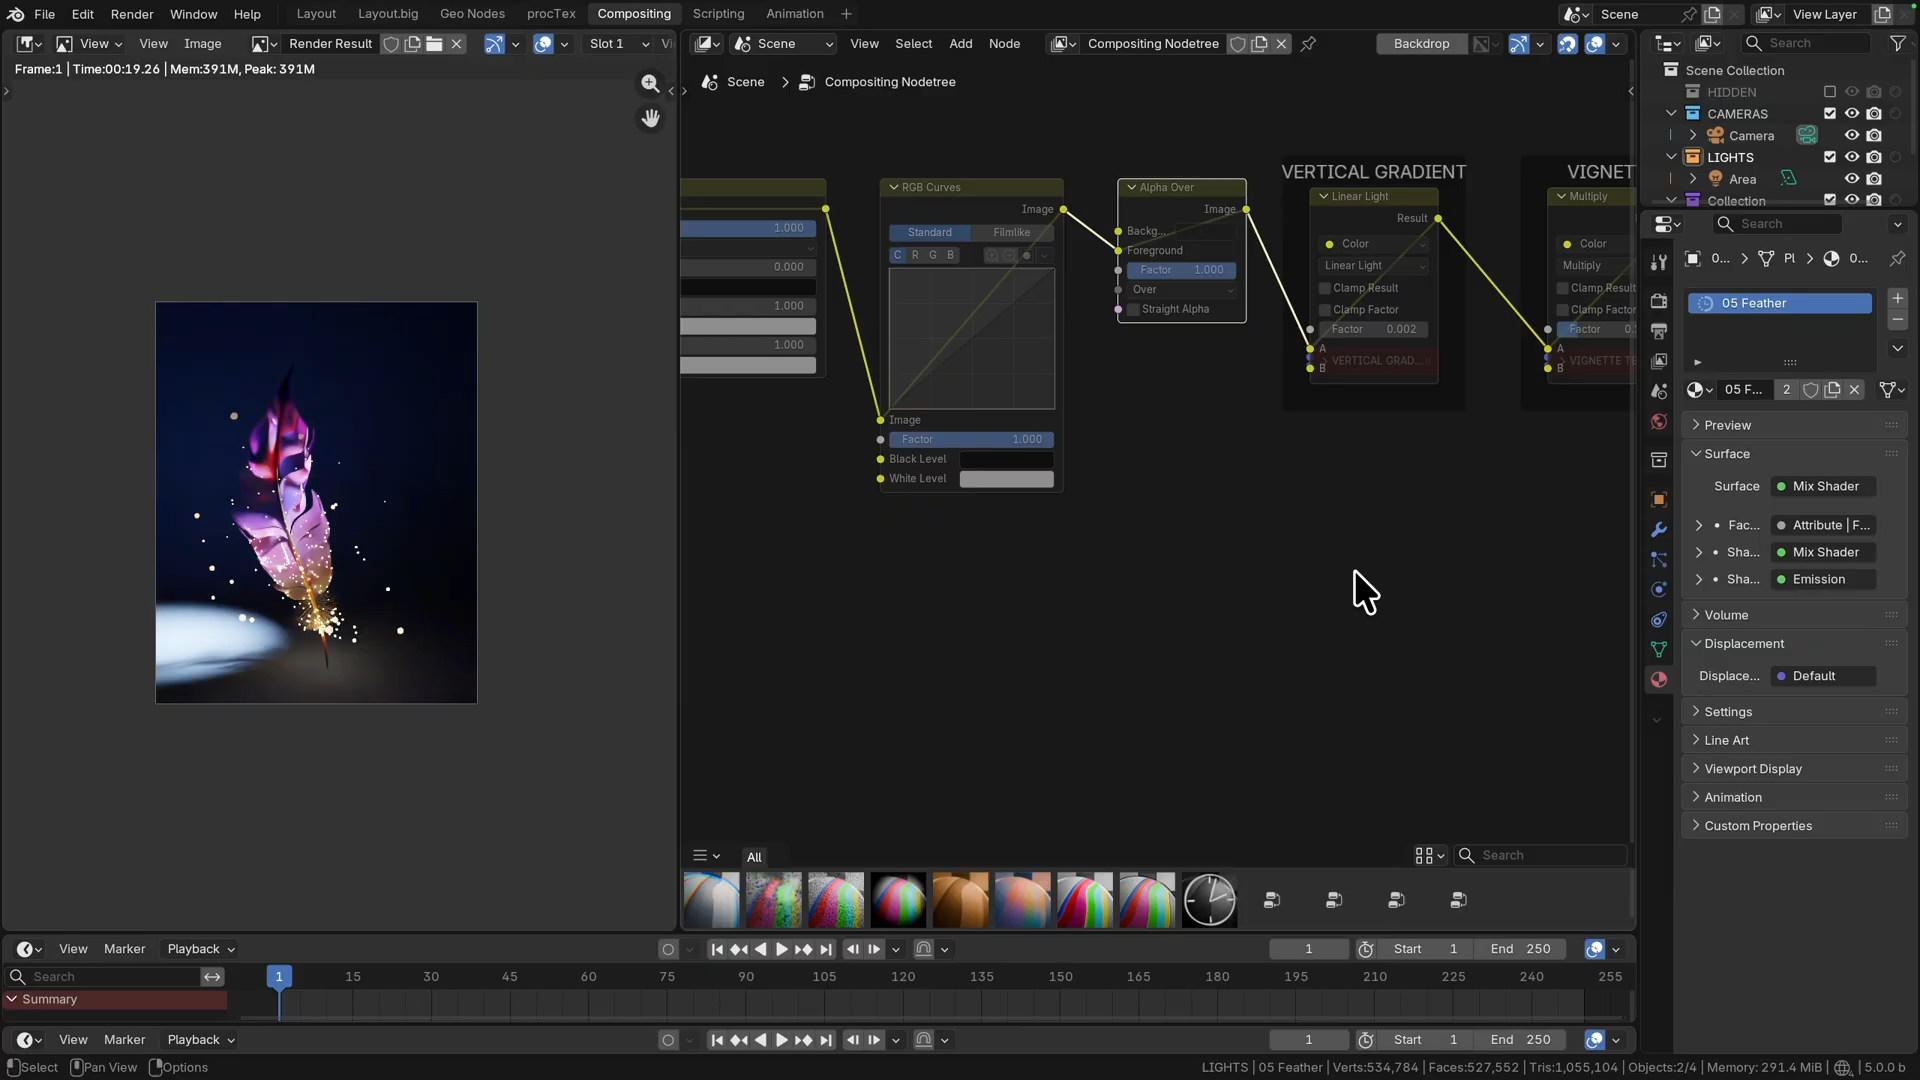 File Edit Render Window Help Layout Layout.big Geo Nodes procTex Compositing Scripting Animation Scene View Layer
View View Image Render Result Slot 1
Scene View Select Add Node Compositing Nodetree Backdrop
Search
Frame:1 | Time:00:19.26 | Mem:391M, Peak: 391M
Scene > Compositing Nodetree
Scene Collection
HIDDEN
CAMERAS
Camera
LIGHTS
Area
Collection
1.000
0.000
1.000
1.000
RGB Curves
Image
Standard Filmlike
C R G B
Image
Factor 1.000
Black Level
White Level
Alpha Over
Image
Backg...
Foreground
Factor 1.000
Over
Straight Alpha
VERTICAL GRADIENT
Linear Light
Result
Color
Linear Light
Clamp Result
Clamp Factor
Factor 0.002
A
VERTICAL GRAD...
B
VIGNET
Multiply
Color
Multiply
Clamp Result
Clamp Factor
A
VIGNETTE TE
B
Search
0... > Pl > 0...
05 Feather
05 F... 2
Preview
Surface
Surface Mix Shader
Fac... Attribute | F...
Sha... Mix Shader
Sha... Emission
Volume
Displacement
Displace... Default
Settings
Line Art
Viewport Display
Animation
Custom Properties
All
Search
View Marker Playback 1 Start 1 End 250
Search 1 15 30 45 60 75 90 105 120 135 150 165 180 195 210 225 240 255
Summary
View Marker Playback 1 Start 1 End 250
Select Pan View Options LIGHTS | 05 Feather | Verts:534,784 | Faces:527,552 | Tris:1,055,104 | Objects:2/4 | Memory: 291.4 MiB | 5.0.0 b